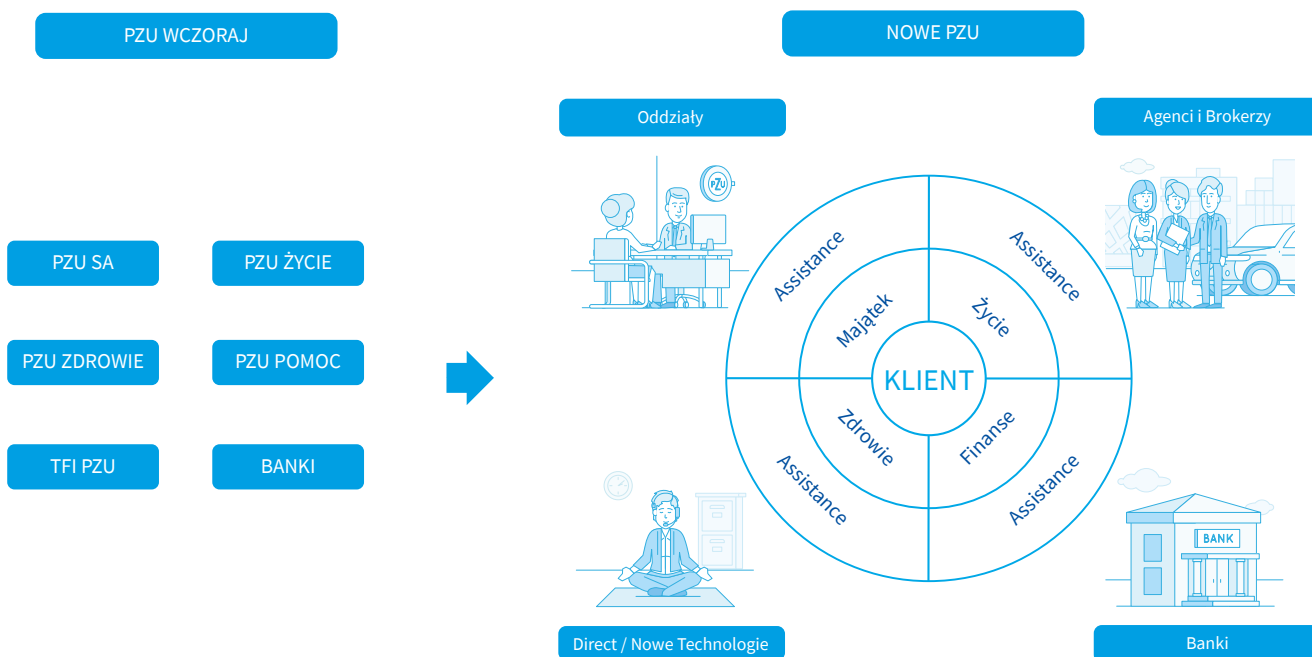 PZU WCZORAJ
NOWE PZU
Oddziały
Agenci i Brokerzy
PZU
PZU SA
PZU ŻYCIE
PZU ZDROWIE
PZU POMOC
TFI PZU
BANKI
Assistance
Assistance
Majątek
Życie
KLIENT
Zdrowie
Finanse
Assistance
Assistance
BANK
Direct / Nowe Technologie
Banki